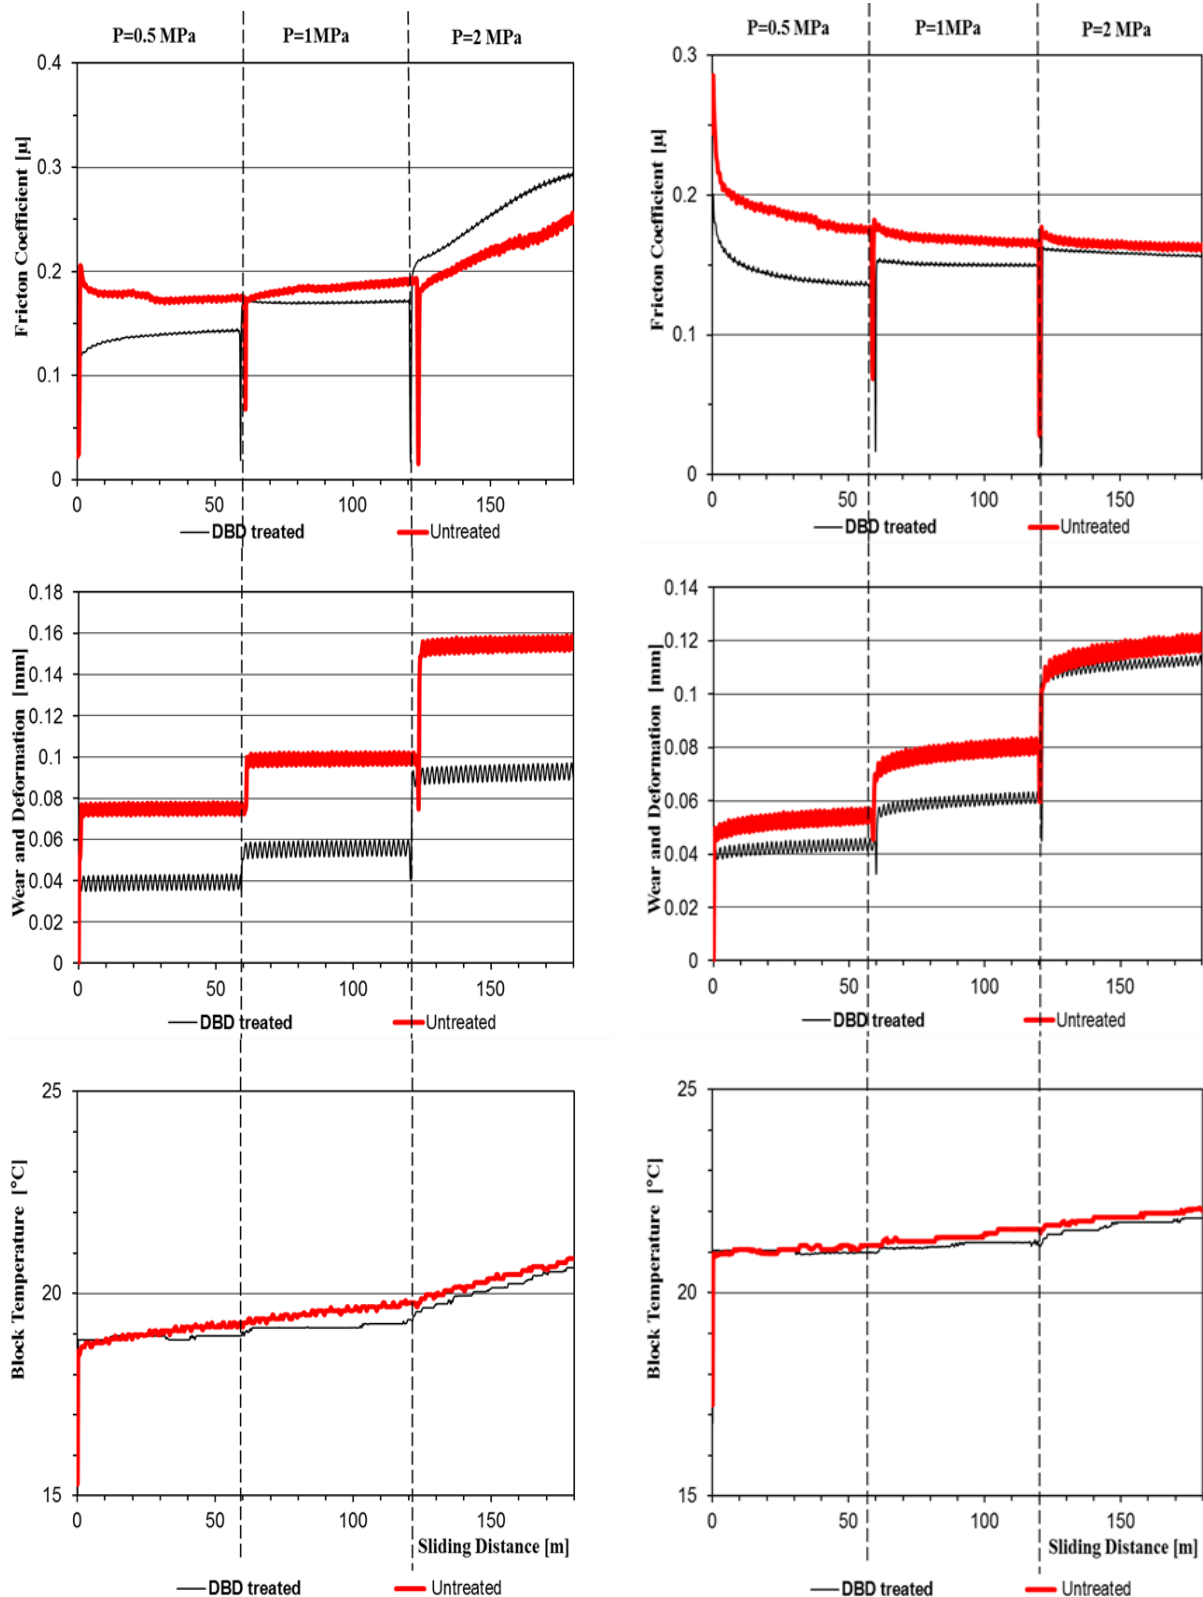 P=0.5 MPa P=1MPa P=2 MPa
0.4
0.3
0.2
0.1
0
Fricton Coefficient [µ]
0 50 100 150
DBD treated Untreated
P=0.5 MPa P=1MPa P=2 MPa
0.3
0.2
0.1
0
Fricton Coefficient [µ]
0 50 100 150
DBD treated Untreated
0.18
0.16
0.14
0.12
0.1
0.08
0.06
0.04
0.02
0
Wear and Deformation [mm]
0 50 100 150
DBD treated Untreated
0.14
0.12
0.1
0.08
0.06
0.04
0.02
0
Wear and Deformation [mm]
0 50 100 150
DBD treated Untreated
25
20
15
Block Temperature [°C]
0 50 100 150
Sliding Distance [m]
DBD treated Untreated
25
20
15
Block Temperature [°C]
0 50 100 150
Sliding Distance [m]
DBD treated Untreated